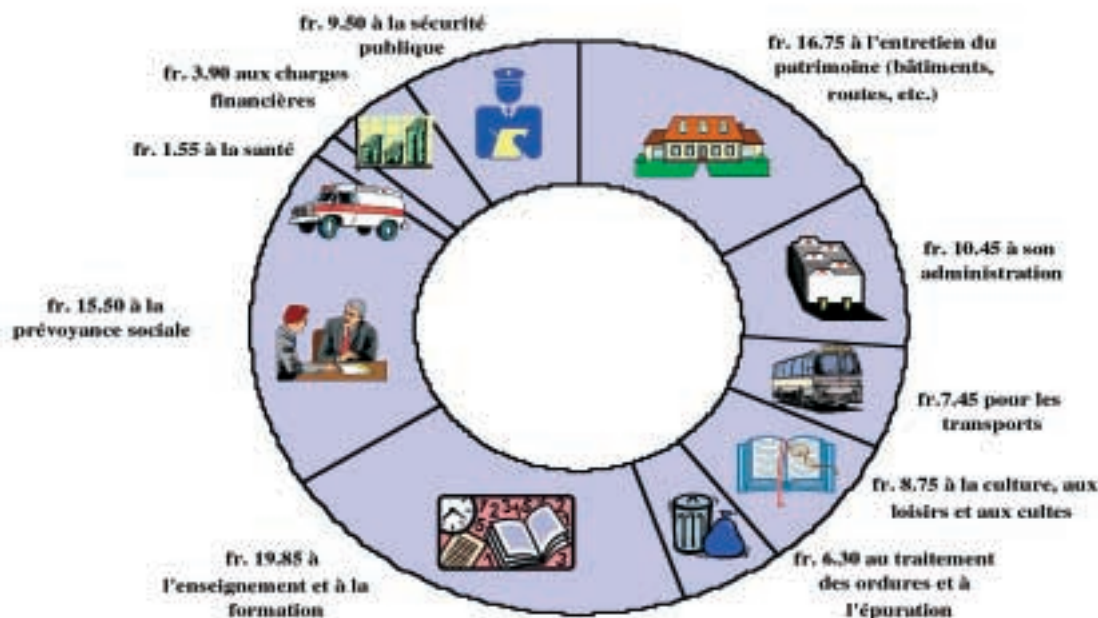 fr. 9.50 à la sécurité
publique
fr. 16.75 à l'entretien du
patrimoine (bâtiments,
routes, etc.)
fr. 3.90 aux charges
financières
fr. 1.55 à la santé
fr. 10.45 à son
administration
fr. 15.50 à la
prévoyance sociale
fr.7.45 pour les
transports
fr. 8.75 à la culture, aux
loisirs et aux cultes
fr. 6.30 au traitement
des ordures et à
l'épuration
fr. 19.85 à
l'enseignement et à la
formation